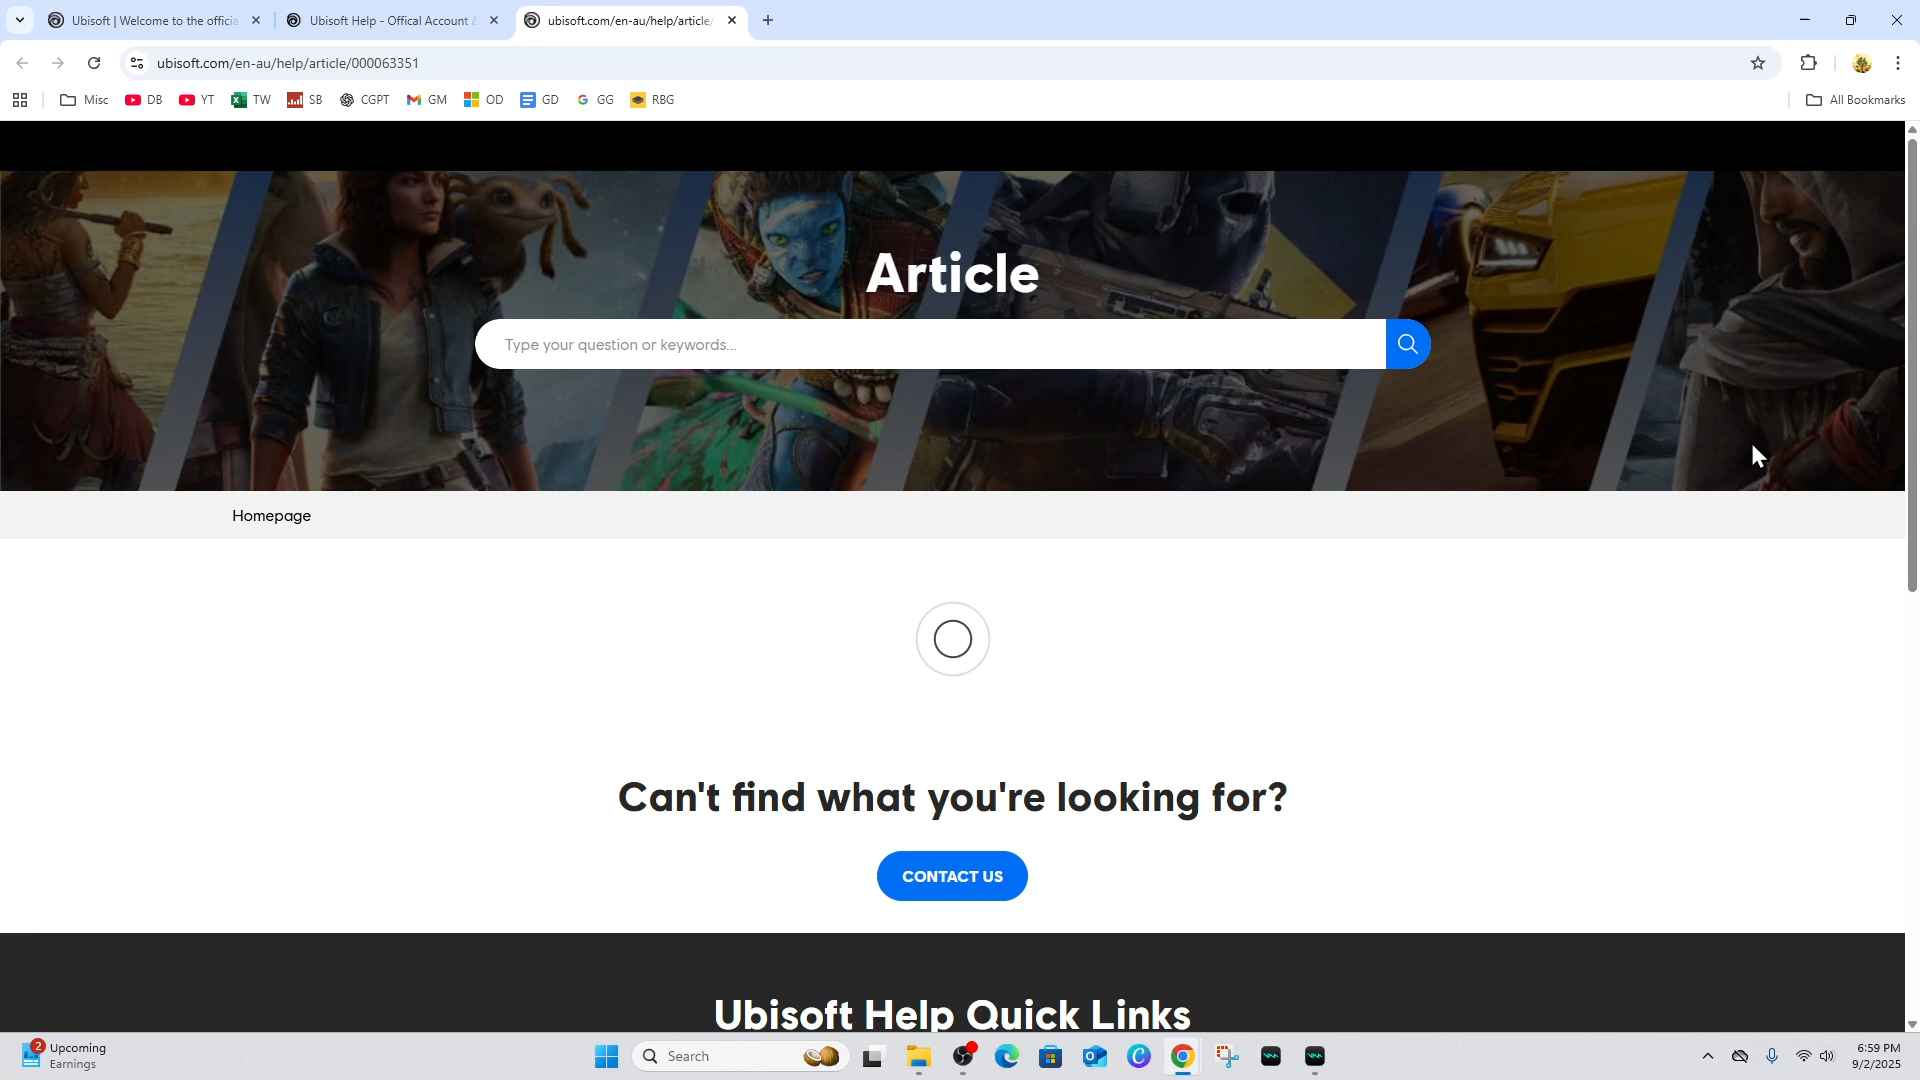 Ubisoft | Welcome to the officia
Ubisoft Help - Offical Account &
ubisoft.com/en-au/help/article/
ubisoft.com/en-au/help/article/000063351
Misc
DB
YT
TW
SB
CGPT
GM
OD
GD
GG
RBG
All Bookmarks
Article
Type your question or keywords...
Homepage
Can't find what you're looking for?
CONTACT US
Ubisoft Help Quick Links
2
Upcoming
Earnings
Search
6:59 PM
9/2/2025